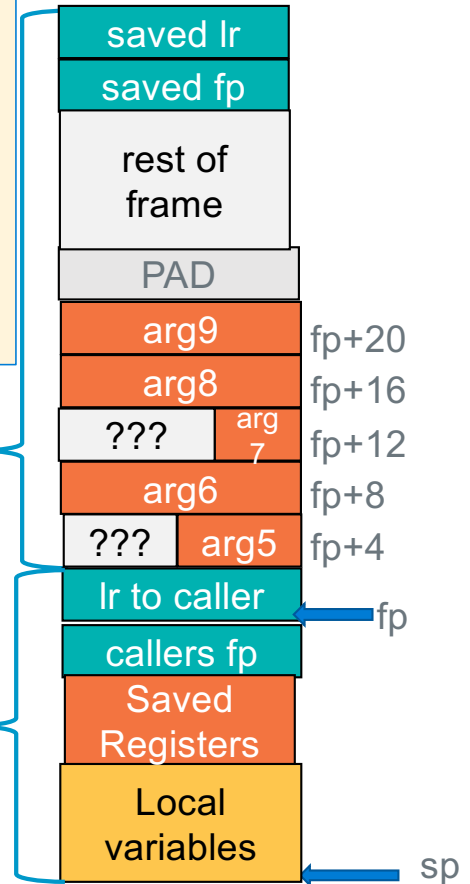 saved lr
saved fp
rest of
frame
PAD
arg9
fp+20
arg8
fp+16
???
arg
7
fp+12
arg6
fp+8
???
arg5
fp+4
lr to caller
fp
callers fp
Saved
Registers
Local
variables
sp